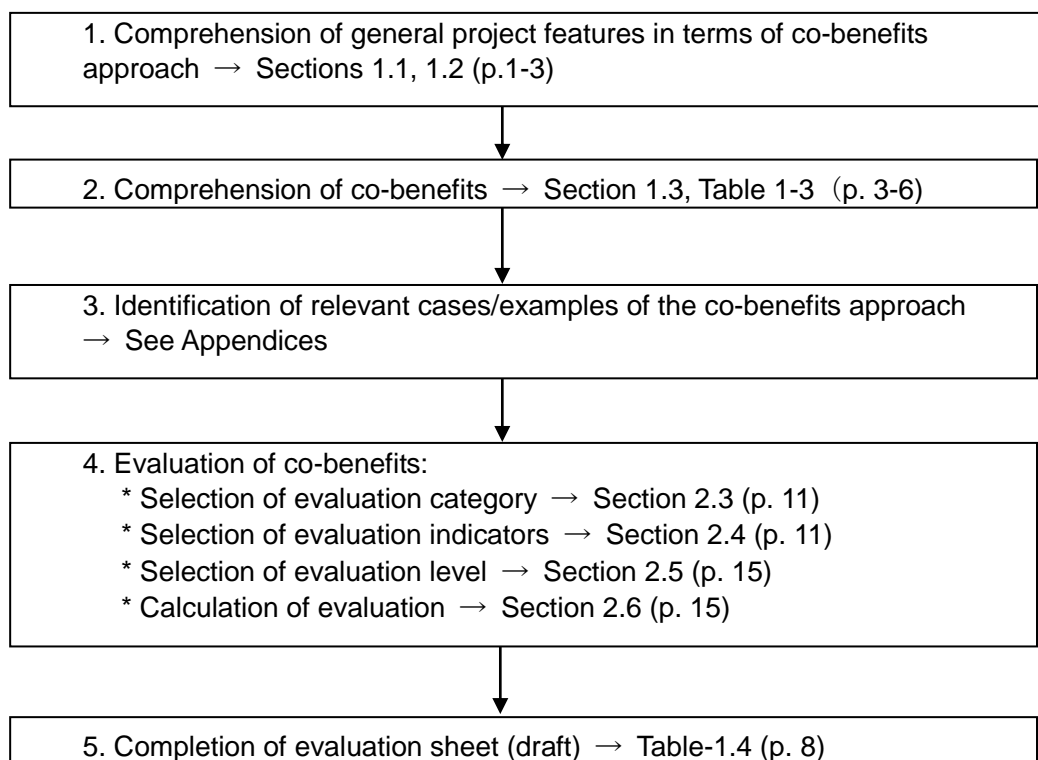 1. Comprehension of general project features in terms of co-benefits
approach → Sections 1.1, 1.2 (p.1-3)
2. Comprehension of co-benefits → Section 1.3, Table 1-3（p. 3-6)
3. Identification of relevant cases/examples of the co-benefits approach
→ See Appendices
4. Evaluation of co-benefits:
* Selection of evaluation category → Section 2.3 (p. 11)
* Selection of evaluation indicators → Section 2.4 (p. 11)
* Selection of evaluation level → Section 2.5 (p. 15)
* Calculation of evaluation → Section 2.6 (p. 15)
5. Completion of evaluation sheet (draft) → Table-1.4 (p. 8)